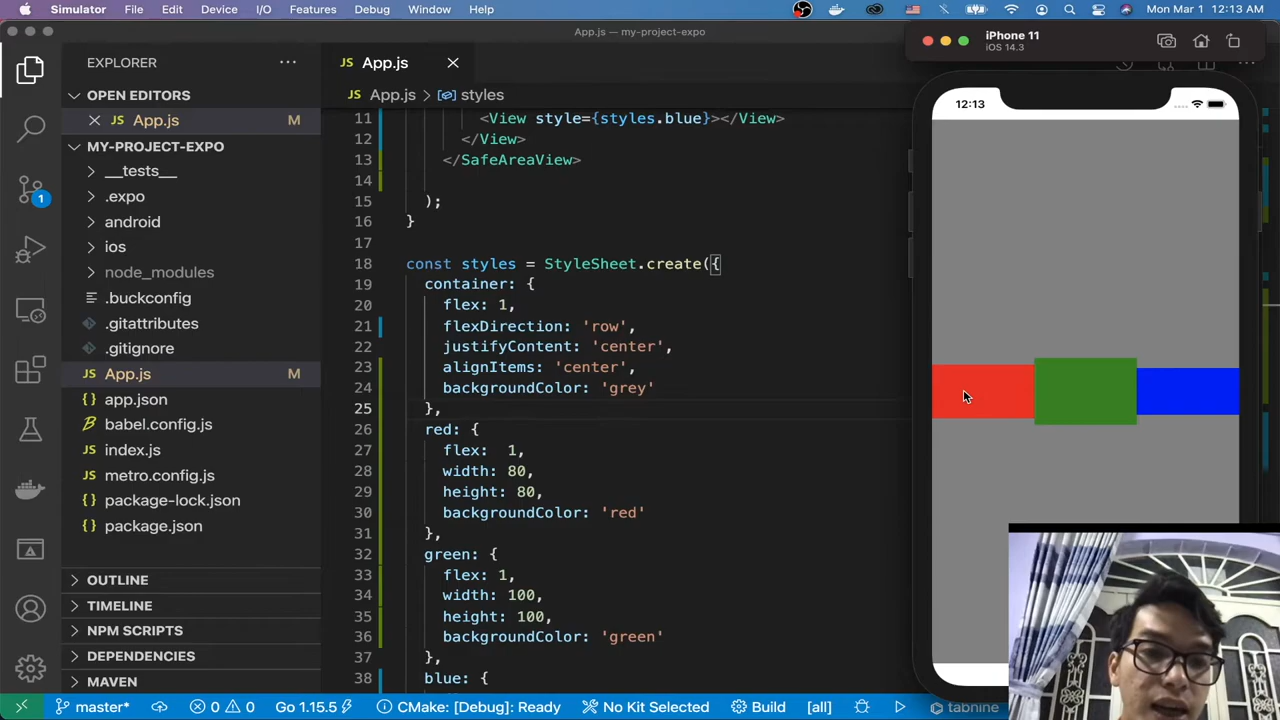 Simulator File Edit Device I/O Features Debug Window Help Mon Mar 1 12:13 AM
App.js — my-project-expo
iPhone 11
iOS 14.3
EXPLORER
App.js
OPEN EDITORS
App.js > styles
App.js M
MY-PROJECT-EXPO
__tests__
.expo
android
ios
node_modules
.buckconfig
.gitattributes
.gitignore
App.js M
app.json
babel.config.js
index.js
metro.config.js
package-lock.json
package.json
OUTLINE
TIMELINE
NPM SCRIPTS
DEPENDENCIES
MAVEN
1
11 <View style={styles.blue}></View>
12 </View>
13 </SafeAreaView>
14
15 );
16 }
17
18 const styles = StyleSheet.create({
19 container: {
20 flex: 1,
21 flexDirection: 'row',
22 justifyContent: 'center',
23 alignItems: 'center',
24 backgroundColor: 'grey'
25 },
26 red: {
27 flex: 1,
28 width: 80,
29 height: 80,
30 backgroundColor: 'red'
31 },
32 green: {
33 flex: 1,
34 width: 100,
35 height: 100,
36 backgroundColor: 'green'
37 },
38 blue: {
12:13
master* 0 0 Go 1.15.5 CMake: [Debug]: Ready No Kit Selected Build [all] tabnine